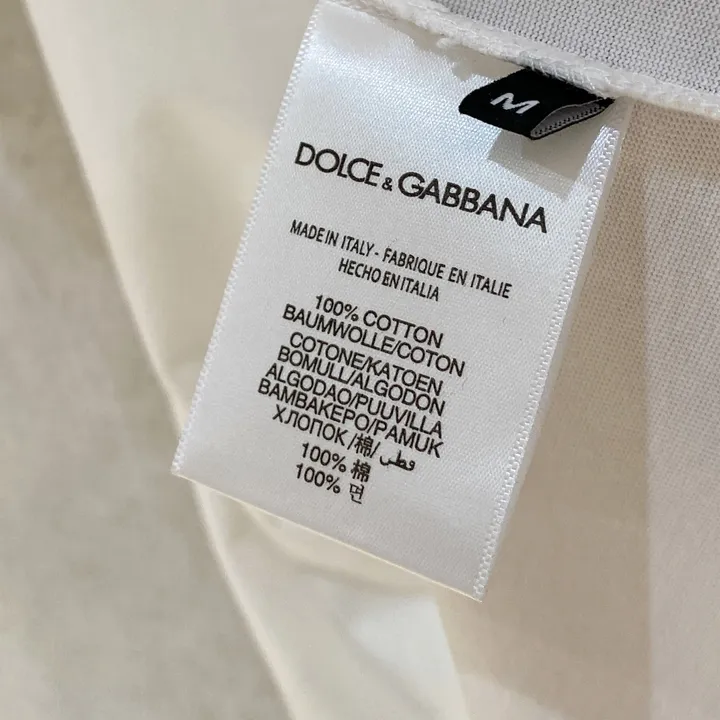 M
DOLCE & GABBANA
MADE IN ITALY - FABRIQUE EN ITALIE
HECHO EN ITALIA
100% COTTON
BAUMWOLLE/COTON
COTONE/KATOEN
BOMULL/ALGODON
ALGODAO/PUUVILLA
BAMBAKEPO/PAMUK
ХЛОПОК/棉/قطني
100% 棉
100% 면